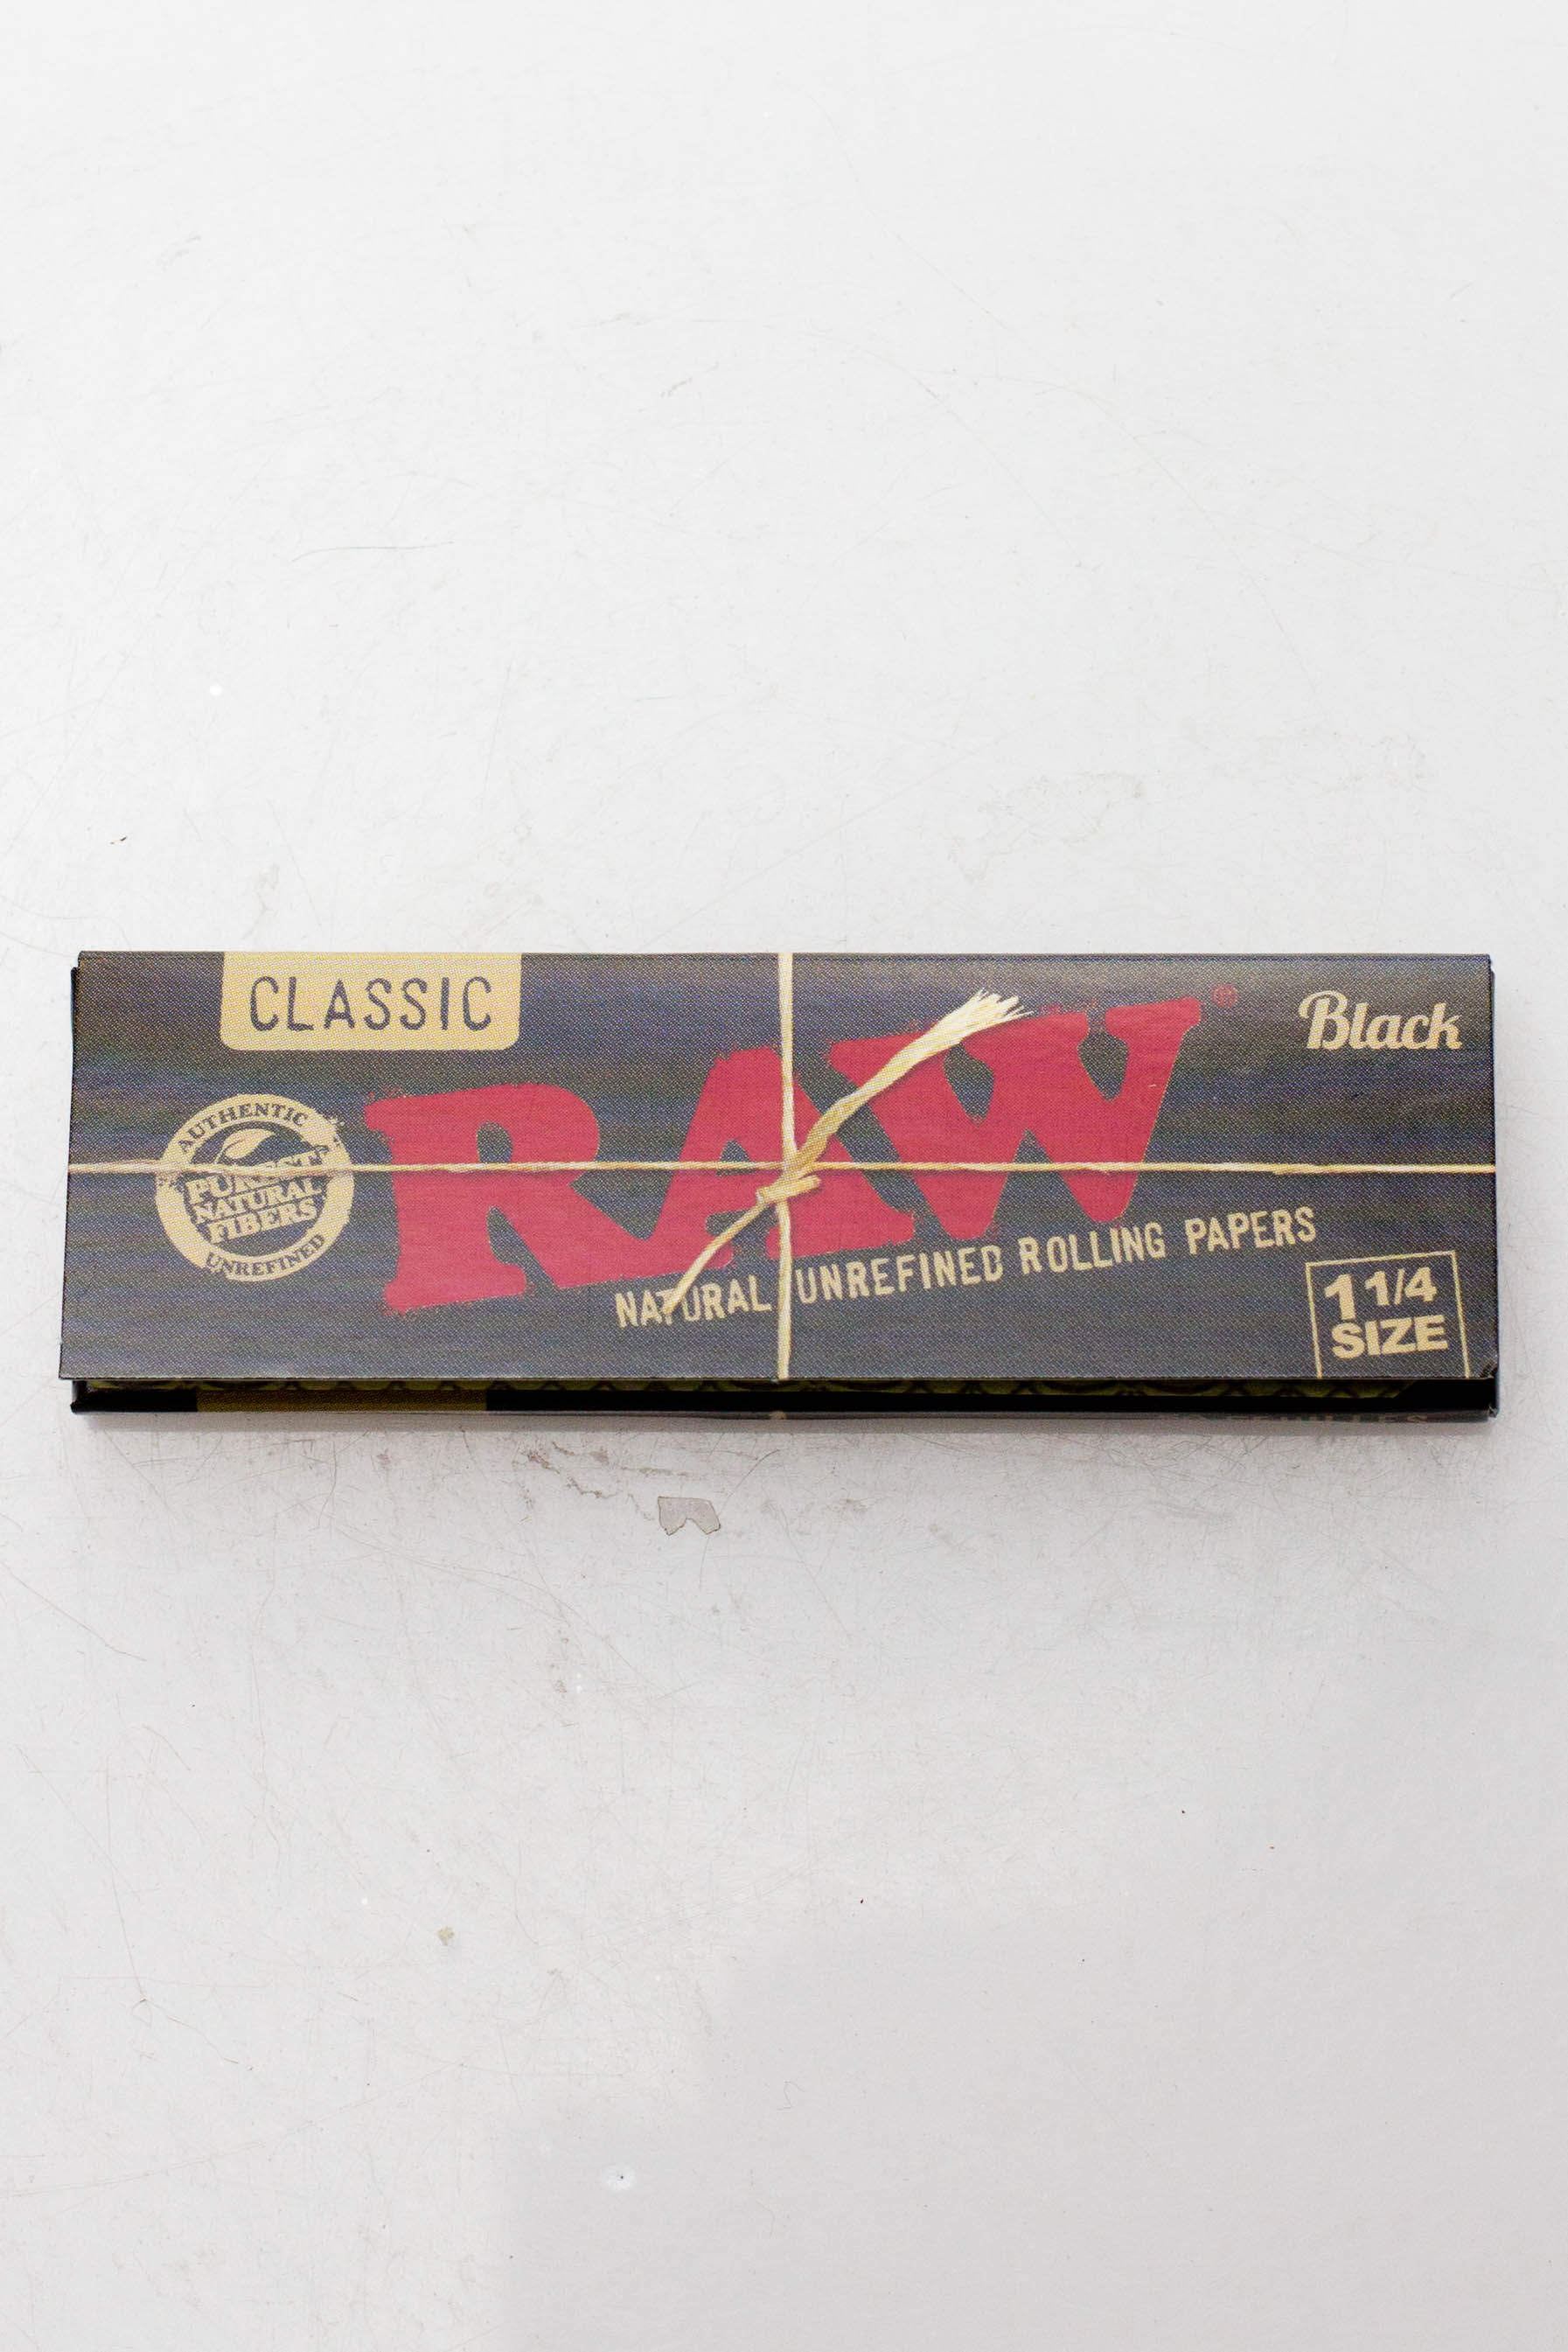 CLASSIC
Black
RAW®
AUTHENTIC
PUREST
NATURAL
FIBERS
UNREFINED
NATURAL UNREFINED ROLLING PAPERS
1 1/4
SIZE